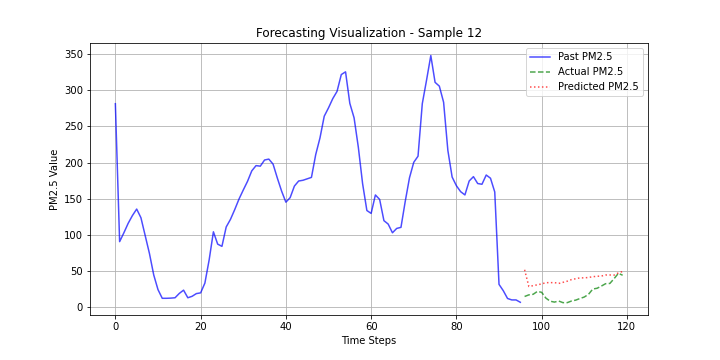 Forecasting Visualization - Sample 12
350
300
250
200
150
100
50
0
PM2.5 Value
Past PM2.5
Actual PM2.5
Predicted PM2.5
0 20 40 60 80 100 120
Time Steps